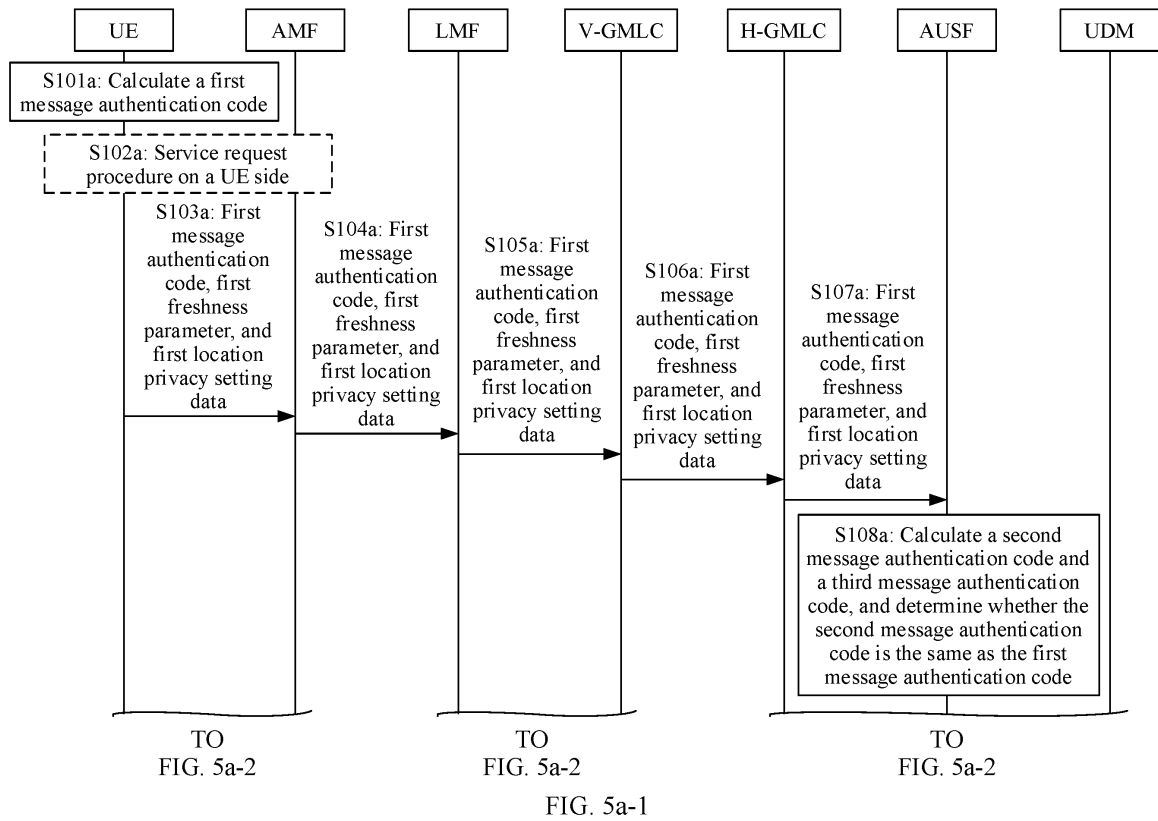 UE
AMF
LMF
V-GMLC
H-GMLC
AUSF
UDM
S101a: Calculate a first
message authentication code
S102a: Service request
procedure on a UE side
S103a: First
message
authentication
code, first
freshness
parameter, and
first location
privacy setting
data
S104a: First
message
authentication
code, first
freshness
parameter, and
first location
privacy setting
data
S105a: First
message
authentication
code, first
freshness
parameter, and
first location
privacy setting
data
S106a: First
message
authentication
code, first
freshness
parameter, and
first location
privacy setting
data
S107a: First
message
authentication
code, first
freshness
parameter, and
first location
privacy setting
data
S108a: Calculate a second
message authentication code and
a third message authentication
code, and determine whether the
second message authentication
code is the same as the first
message authentication code
TO
FIG. 5a-2
TO
FIG. 5a-2
TO
FIG. 5a-2
FIG. 5a-1